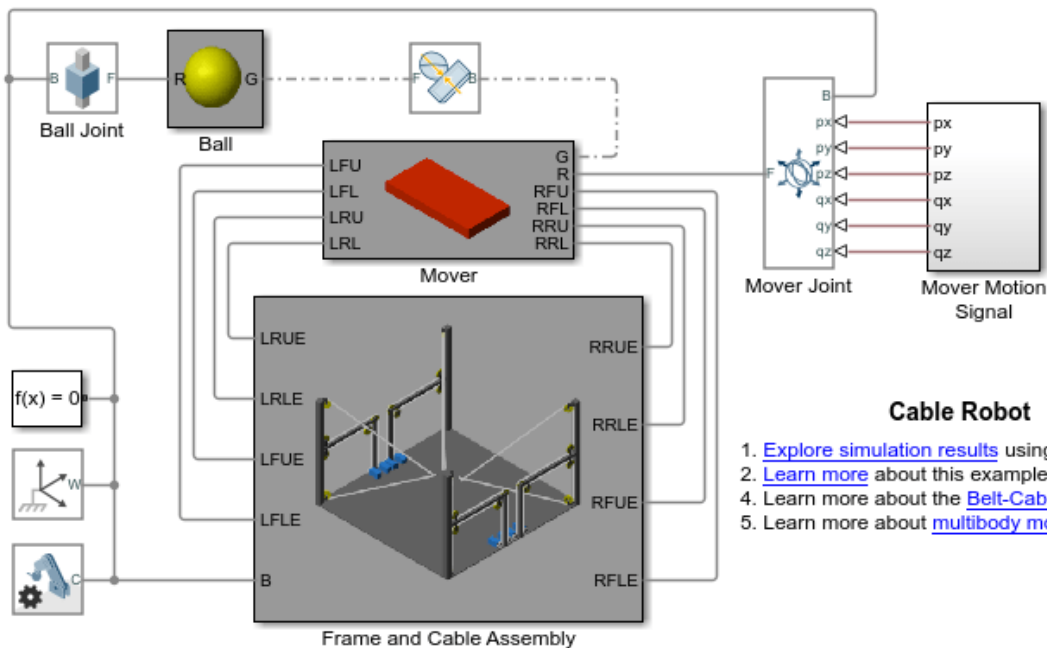 B
F
Ball Joint
R
G
Ball
F
B
LFU
LFL
LRU
LRL
G
R
RFU
RFL
RRU
RRL
Mover
B
px
py
pz
qx
qy
qz
F
Mover Joint
px
py
pz
qx
qy
qz
Mover Motion
Signal
f(x) = 0
W
C
LRUE
LRLE
LFUE
LFLE
B
RRUE
RRLE
RFUE
RFLE
Frame and Cable Assembly
Cable Robot
1. Explore simulation results using
2. Learn more about this example
4. Learn more about the Belt-Cab
5. Learn more about multibody mo